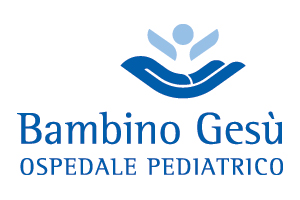 Bambino Gesù
OSPEDALE PEDIATRICO